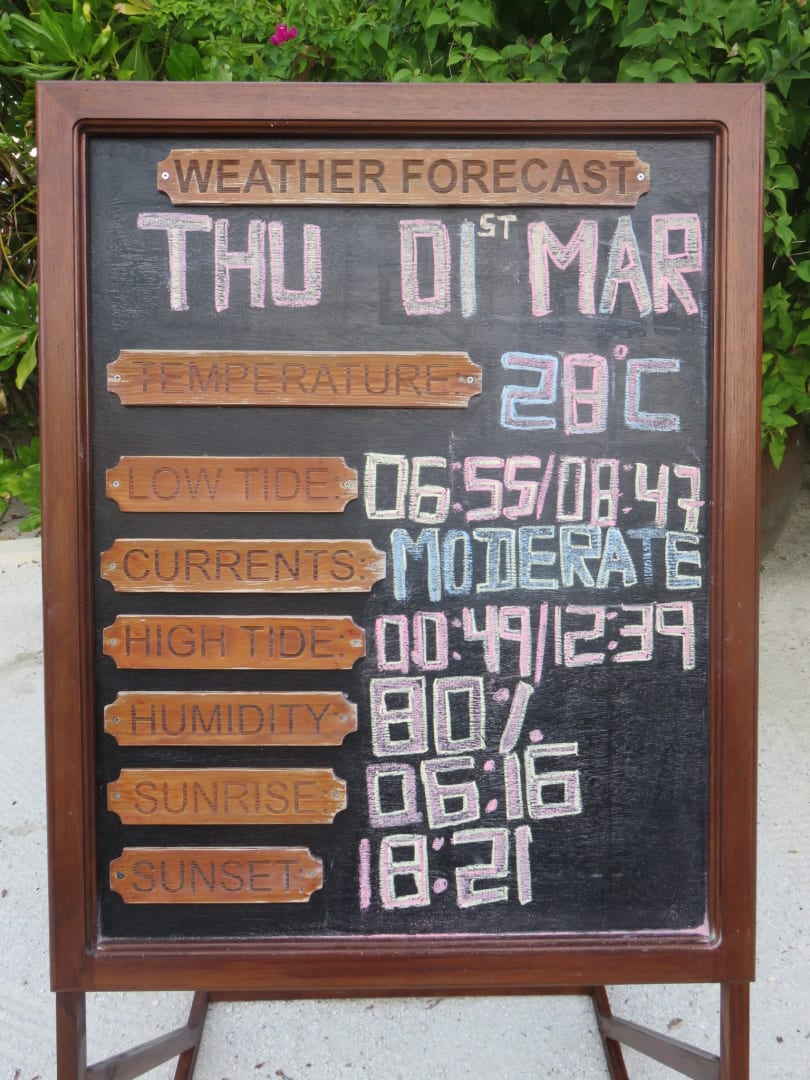 WEATHER FORECAST
THU 01ST MAR
TEMPERATURE: 28°C
LOW TIDE: 06:55/08:47
CURRENTS: MODERATE
HIGH TIDE: 00:49/12:39
HUMIDITY: 80%
SUNRISE: 06:16
SUNSET: 18:21